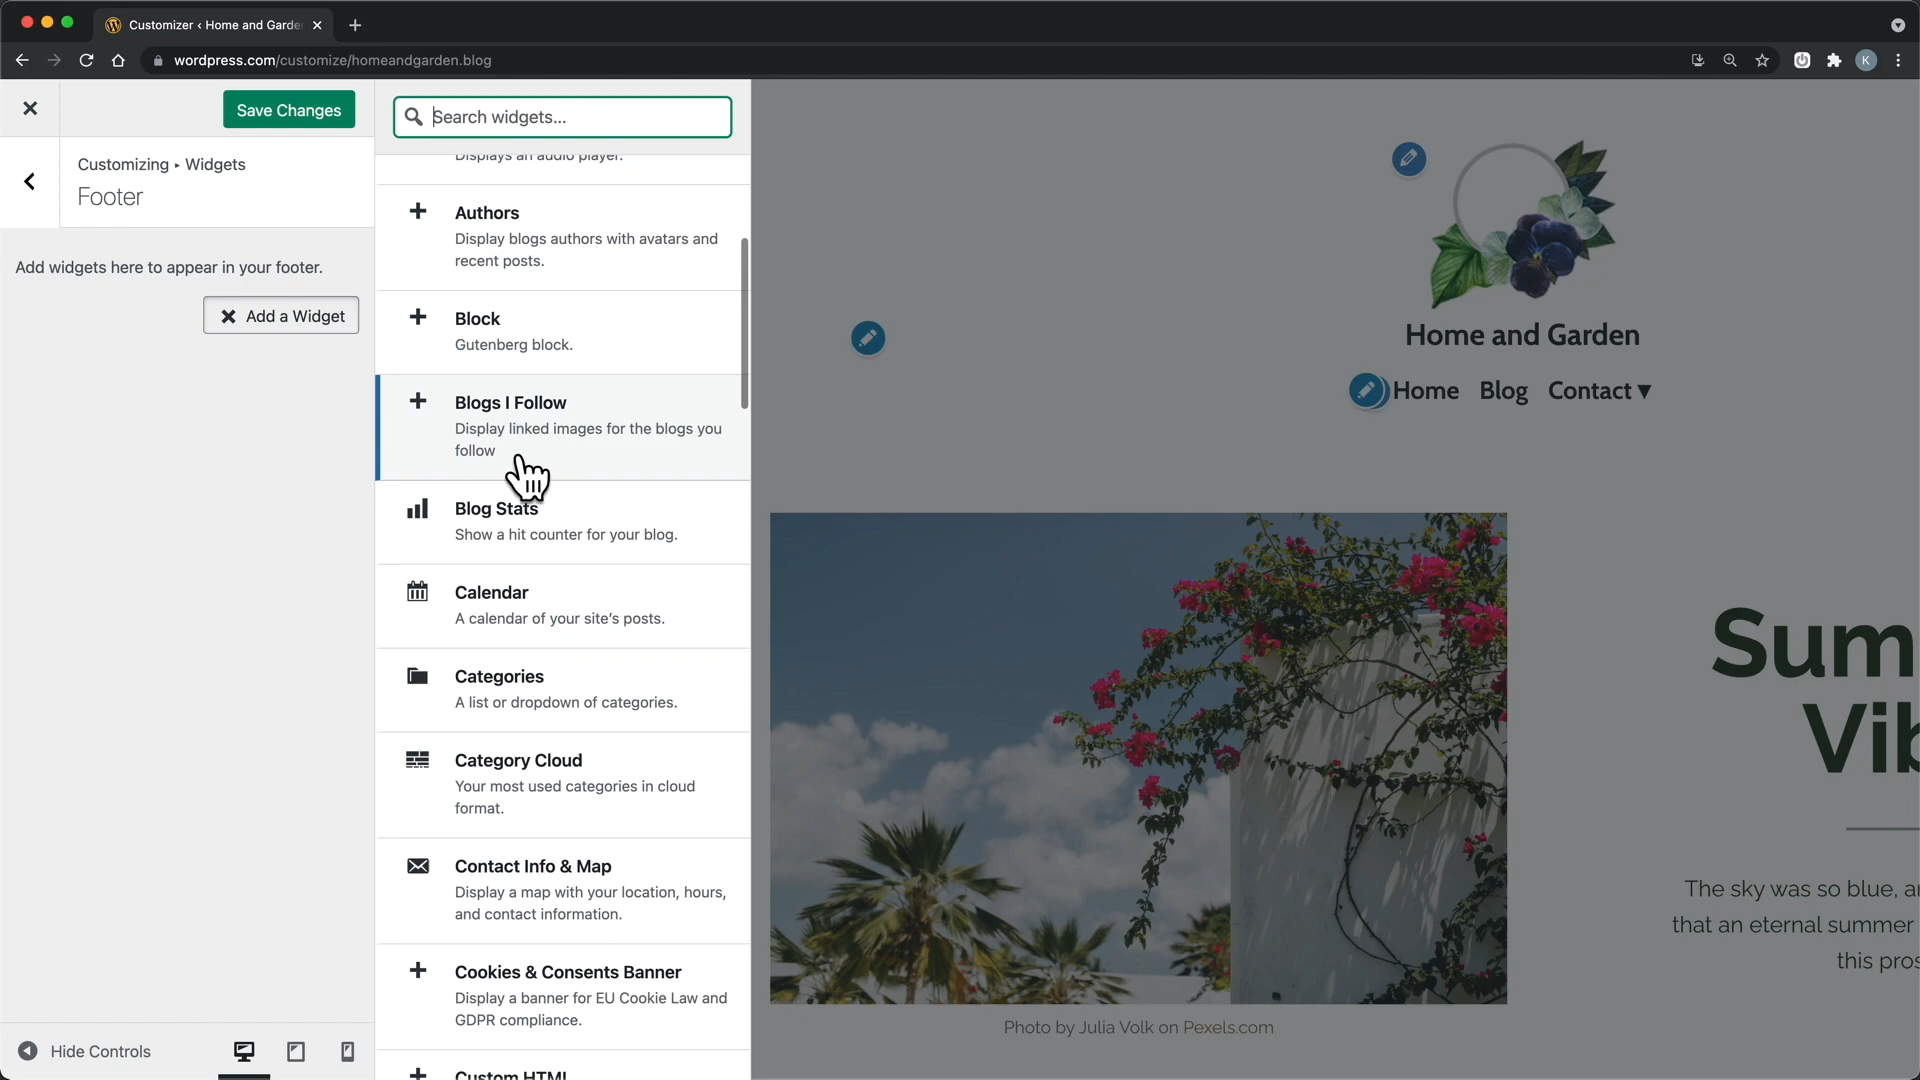 Customizer ‹ Home and Garde
wordpress.com/customize/homeandgarden.blog
K
Save Changes
Customizing ▸ Widgets
Footer
Add widgets here to appear in your footer.
Add a Widget
Search widgets...
Displays an audio player.
Authors
Display blogs authors with avatars and
recent posts.
Block
Gutenberg block.
Blogs I Follow
Display linked images for the blogs you
follow
Blog Stats
Show a hit counter for your blog.
Calendar
A calendar of your site's posts.
Categories
A list or dropdown of categories.
Category Cloud
Your most used categories in cloud
format.
Contact Info & Map
Display a map with your location, hours,
and contact information.
Cookies & Consents Banner
Display a banner for EU Cookie Law and
GDPR compliance.
Custom HTML
Hide Controls
Home and Garden
Home Blog Contact ▾
Sum
Vib
The sky was so blue, a
that an eternal summer
this pros
Photo by Julia Volk on Pexels.com